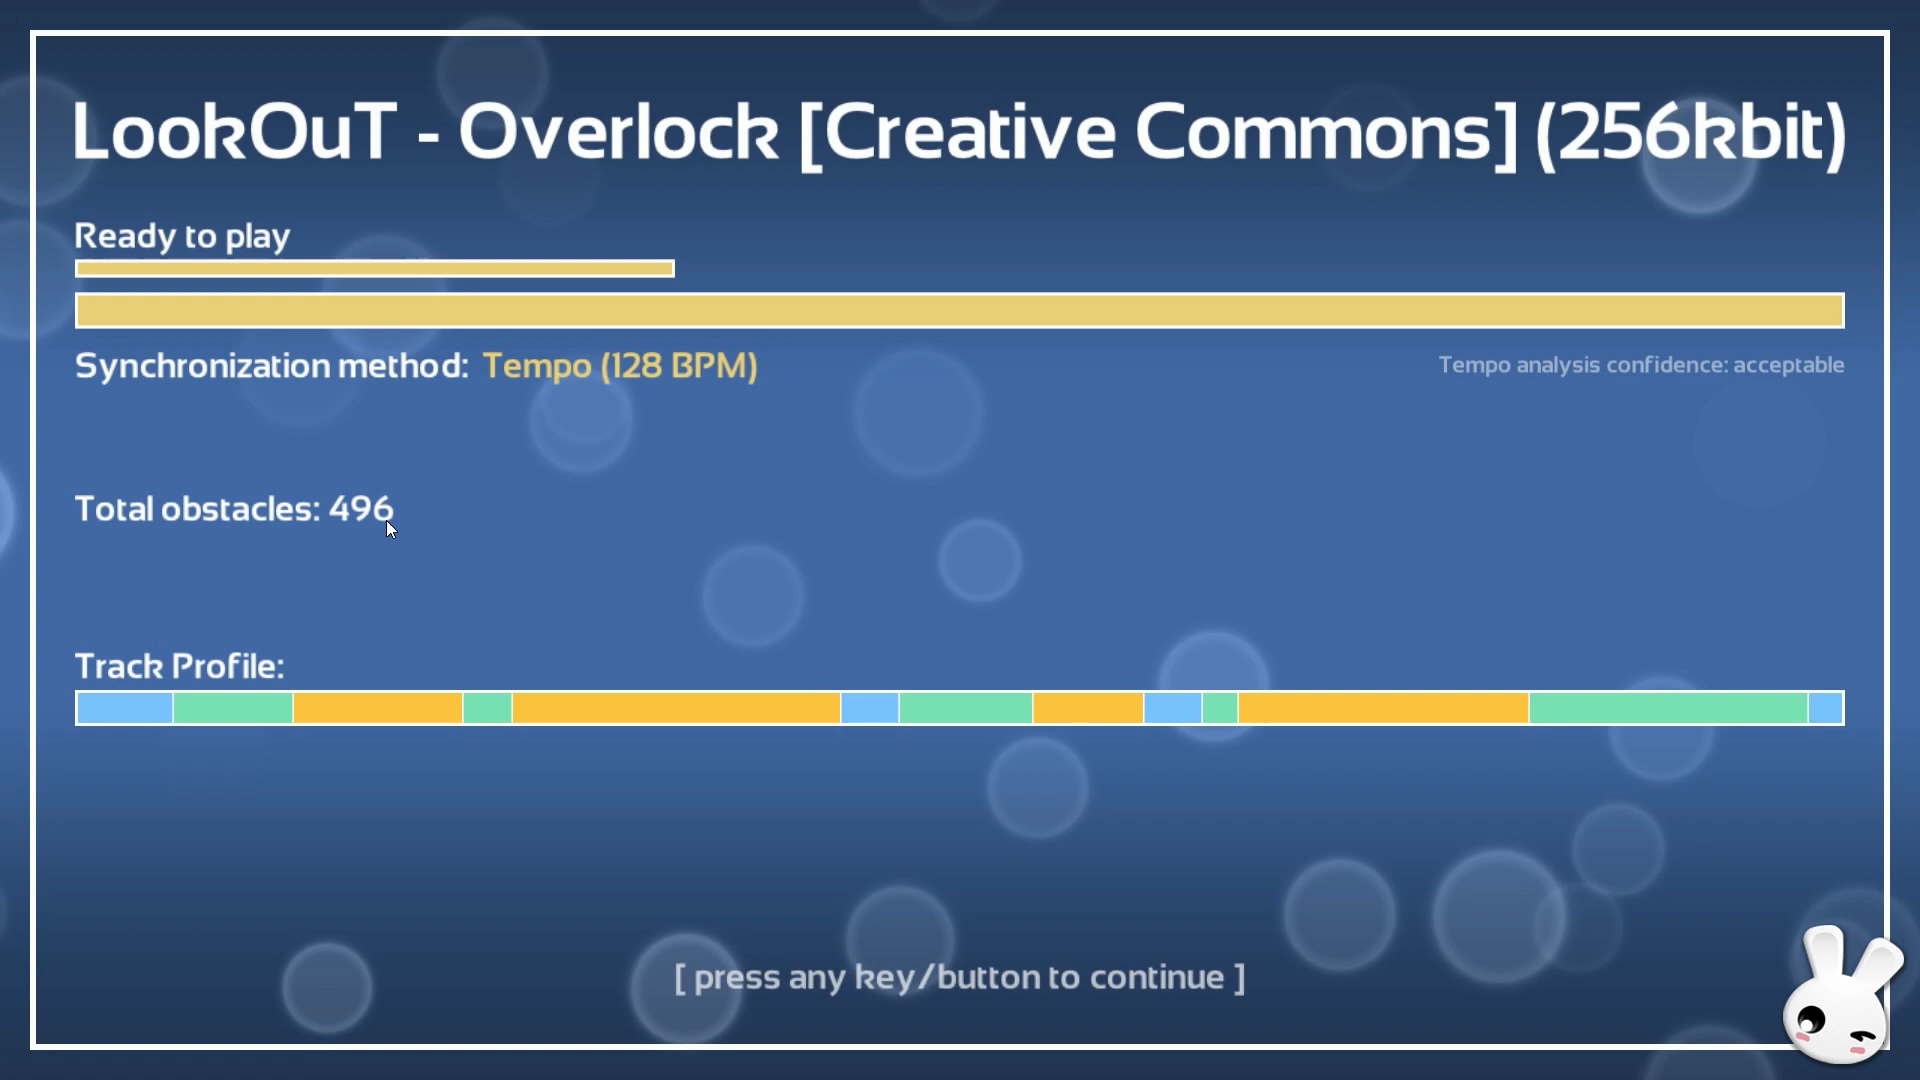 LookOuT - Overlock [Creative Commons] (256kbit)
Ready to play
Synchronization method: Tempo (128 BPM)
Tempo analysis confidence: acceptable
Total obstacles: 496
Track Profile:
[ press any key/button to continue ]